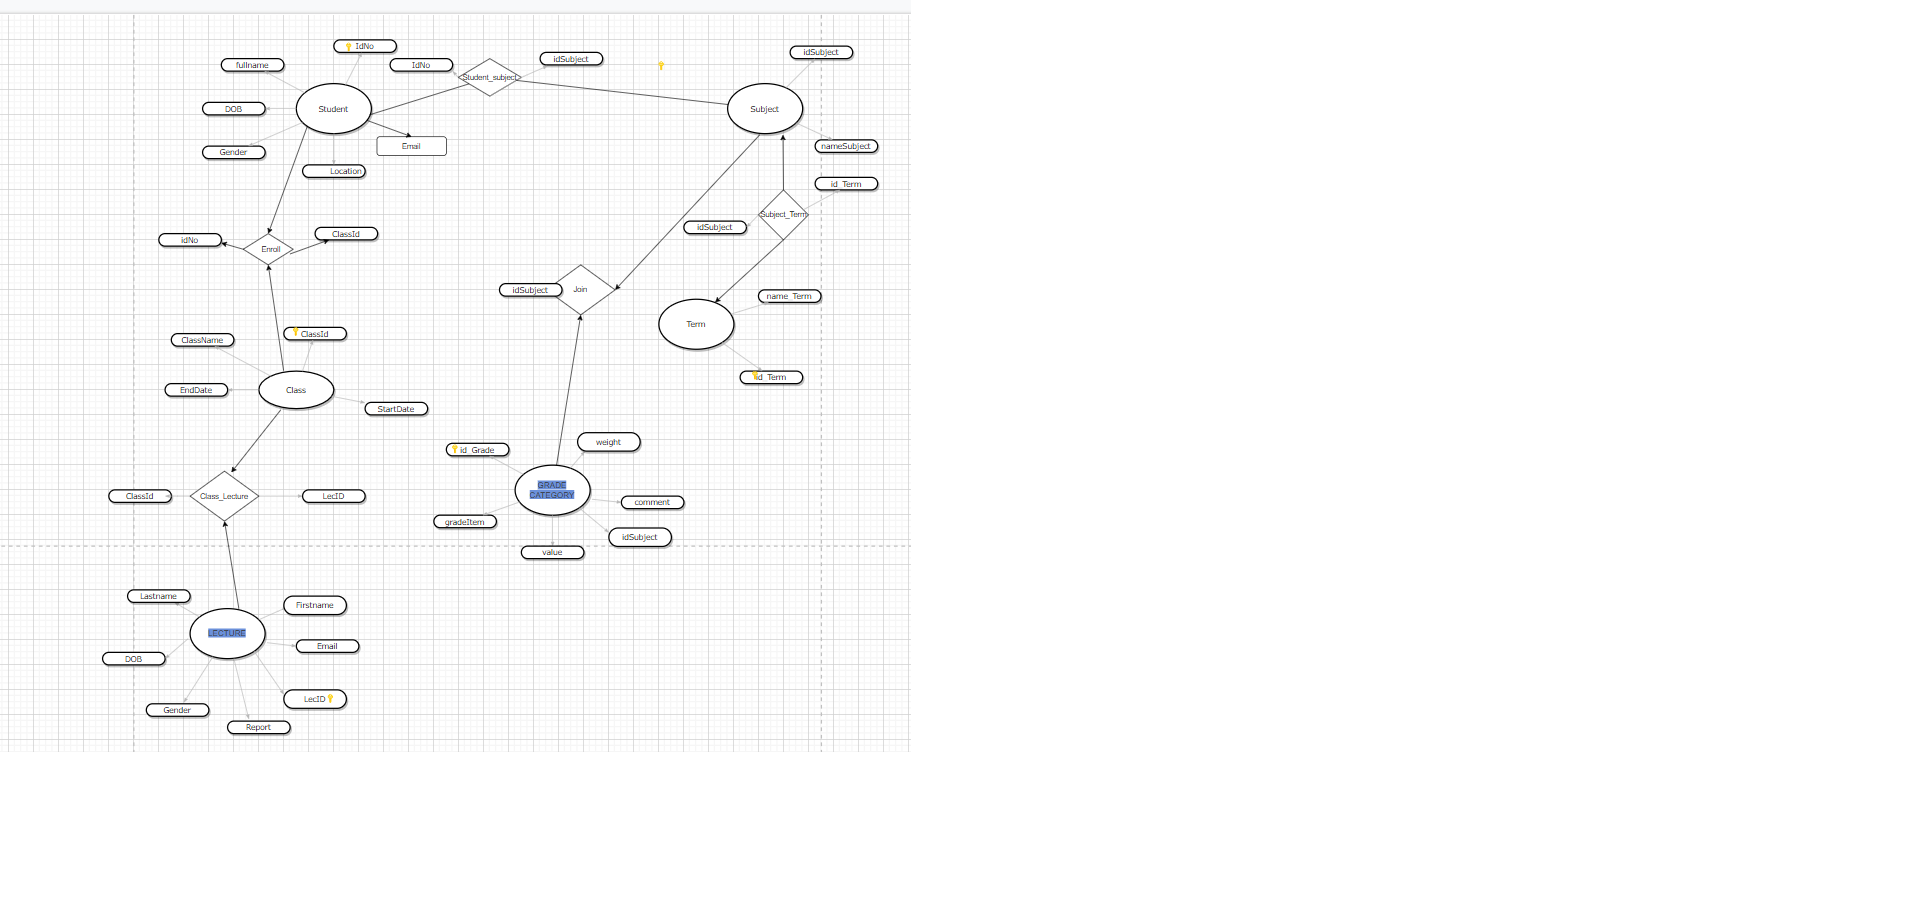 IdNo
idSubject
idSubject
fullname
IdNo
Student_subject
DOB
Student
Subject
Email
nameSubject
Gender
Location
id_Term
Subject_Term
idSubject
idNo
ClassId
Enroll
idSubject
Join
name_Term
Term
ClassId
ClassName
id_Term
EndDate
Class
StartDate
weight
id_Grade
GRADE
CATEGORY
ClassId
Class_Lecture
LecID
comment
gradeItem
idSubject
value
Lastname
Firstname
LECTURE
Email
DOB
LecID
Gender
Report